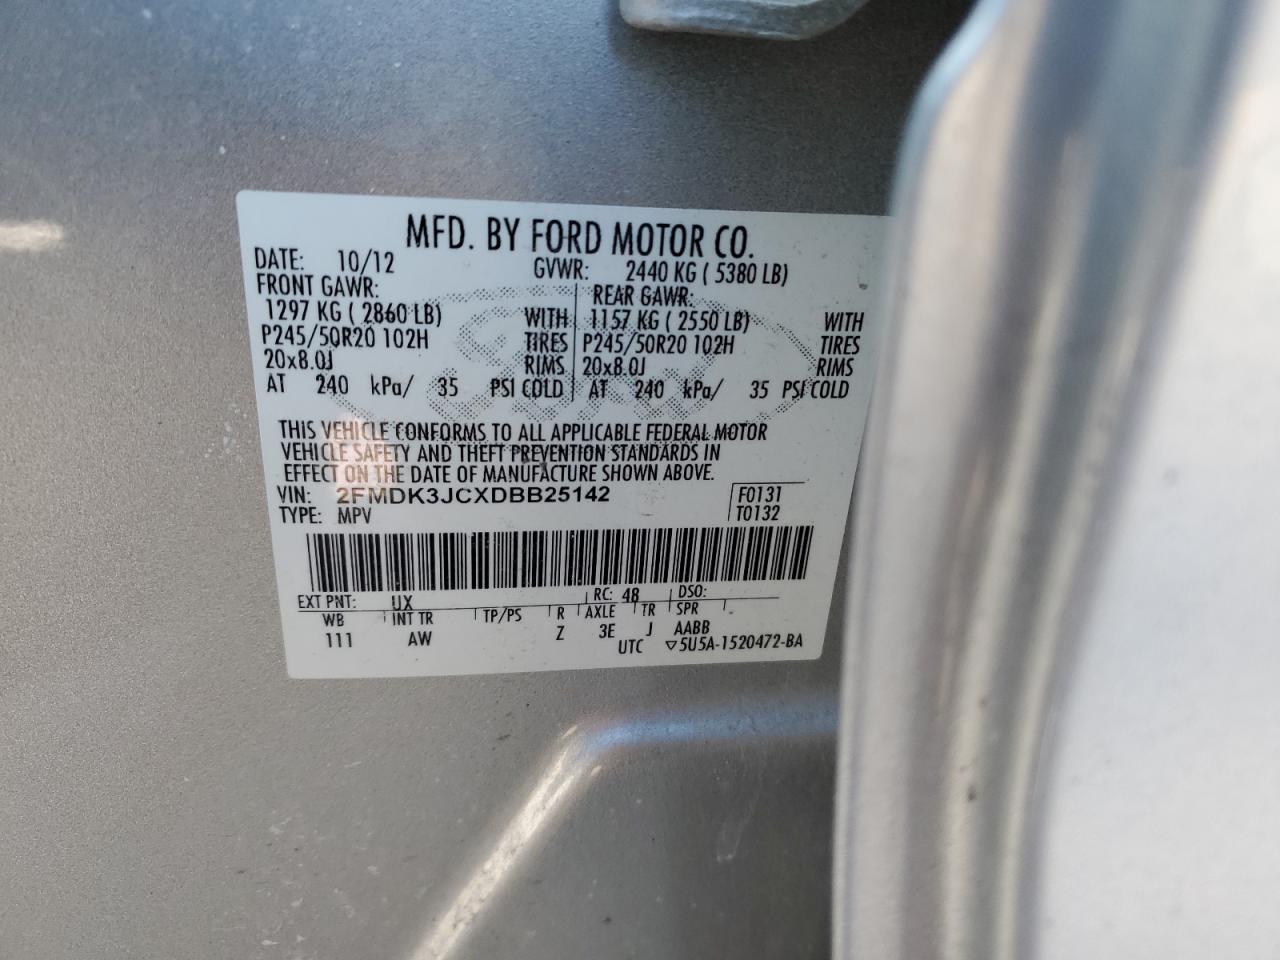 MFD. BY FORD MOTOR CO.
DATE: 10/12 GVWR: 2440 KG ( 5380 LB)
FRONT GAWR: REAR GAWR:
1297 KG ( 2860 LB) WITH 1157 KG ( 2550 LB) WITH
P245/50R20 102H TIRES P245/50R20 102H TIRES
20x8.0J RIMS 20x8.0J RIMS
AT 240 kPa/ 35 PSI COLD AT 240 kPa/ 35 PSI COLD
THIS VEHICLE CONFORMS TO ALL APPLICABLE FEDERAL MOTOR
VEHICLE SAFETY AND THEFT PREVENTION STANDARDS IN
EFFECT ON THE DATE OF MANUFACTURE SHOWN ABOVE.
VIN: 2FMDK3JCXDBB25142 F0131
TYPE: MPV T0132
EXT PNT: UX RC: 48 DSO:
WB INT TR TP/PS R AXLE TR SPR
111 AW Z 3E J AABB
UTC ▽5U5A-1520472-BA